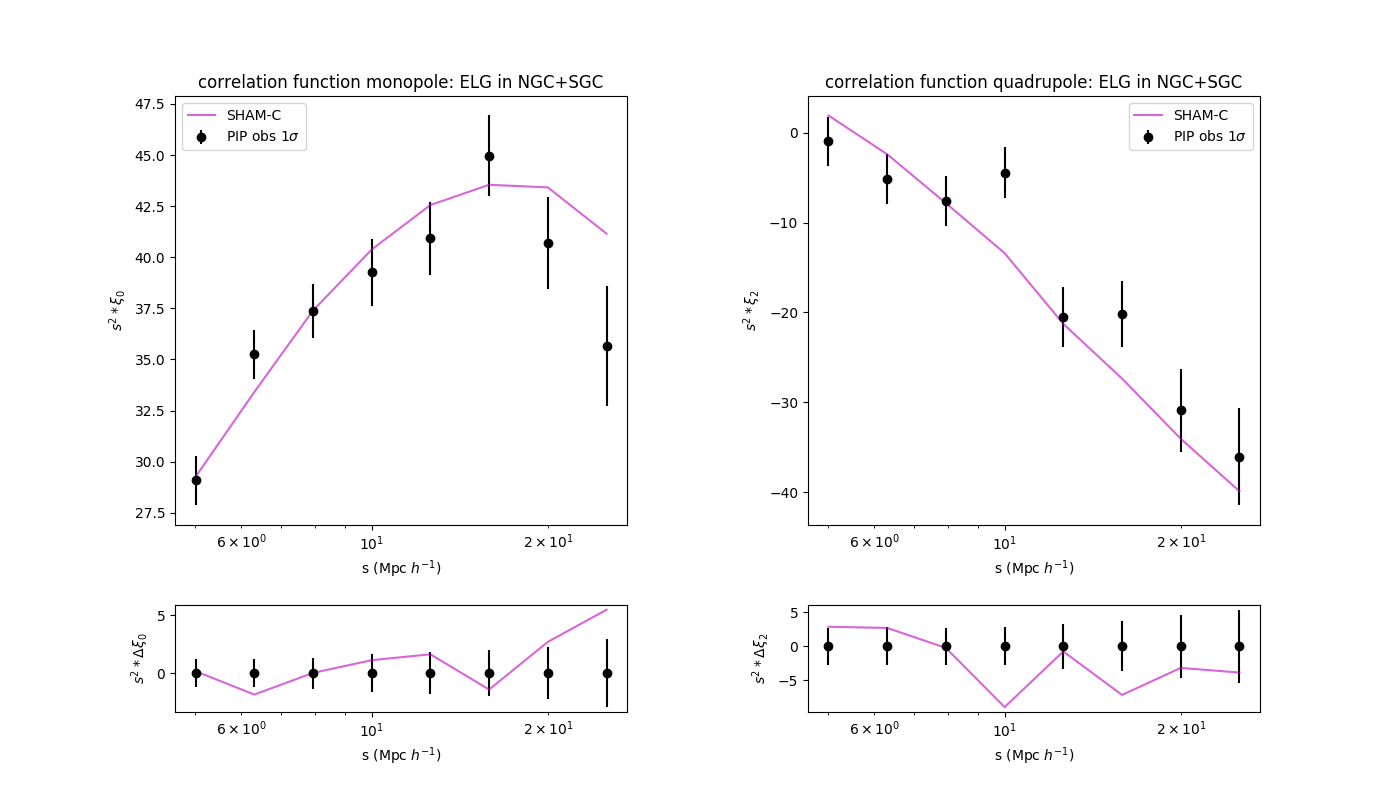 correlation function monopole: ELG in NGC+SGC
SHAM-C
PIP obs 1σ
47.5
45.0
42.5
40.0
37.5
35.0
32.5
30.0
27.5
s² * ξ₀
6 × 10⁰
10¹
2 × 10¹
s (Mpc h⁻¹)
correlation function quadrupole: ELG in NGC+SGC
SHAM-C
PIP obs 1σ
0
−10
−20
−30
−40
s² * ξ₂
6 × 10⁰
10¹
2 × 10¹
s (Mpc h⁻¹)
5
0
s² * Δξ₀
6 × 10⁰
10¹
2 × 10¹
s (Mpc h⁻¹)
5
0
−5
s² * Δξ₂
6 × 10⁰
10¹
2 × 10¹
s (Mpc h⁻¹)